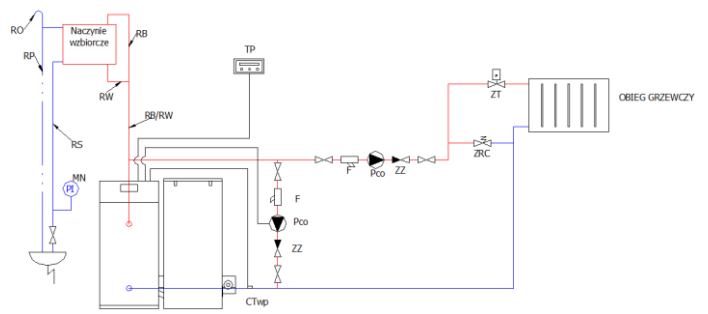 RO
Naczynie
wzbiorcze
RB
RP
TP
RW
ZT
OBIEG GRZEWCZY
RB/RW
RS
ZRC
F
Pco
ZZ
MN
PI
F
Pco
ZZ
CTwp